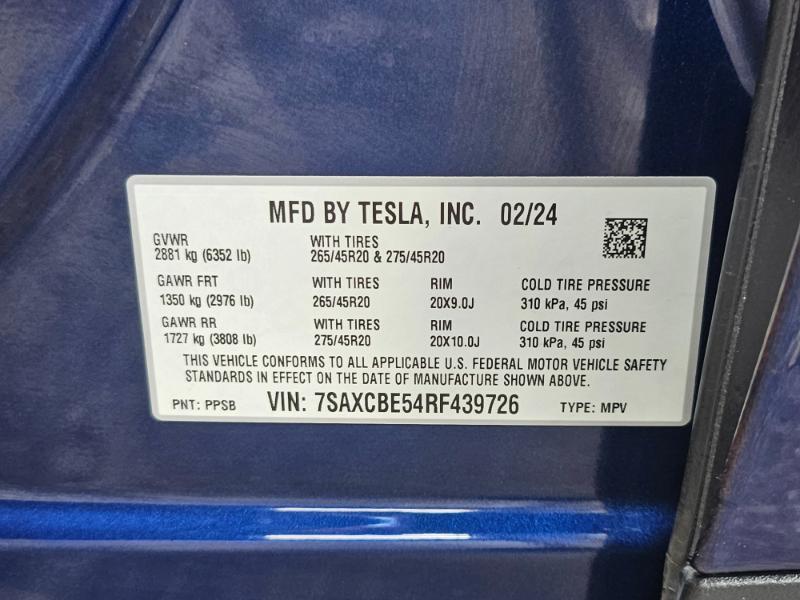 MFD BY TESLA, INC. 02/24
GVWR WITH TIRES
2881 kg (6352 lb) 265/45R20 & 275/45R20
GAWR FRT WITH TIRES RIM COLD TIRE PRESSURE
1350 kg (2976 lb) 265/45R20 20X9.0J 310 kPa, 45 psi
GAWR RR WITH TIRES RIM COLD TIRE PRESSURE
1727 kg (3808 lb) 275/45R20 20X10.0J 310 kPa, 45 psi
THIS VEHICLE CONFORMS TO ALL APPLICABLE U.S. FEDERAL MOTOR VEHICLE SAFETY
STANDARDS IN EFFECT ON THE DATE OF MANUFACTURE SHOWN ABOVE.
PNT: PPSB VIN: 7SAXCBE54RF439726 TYPE: MPV